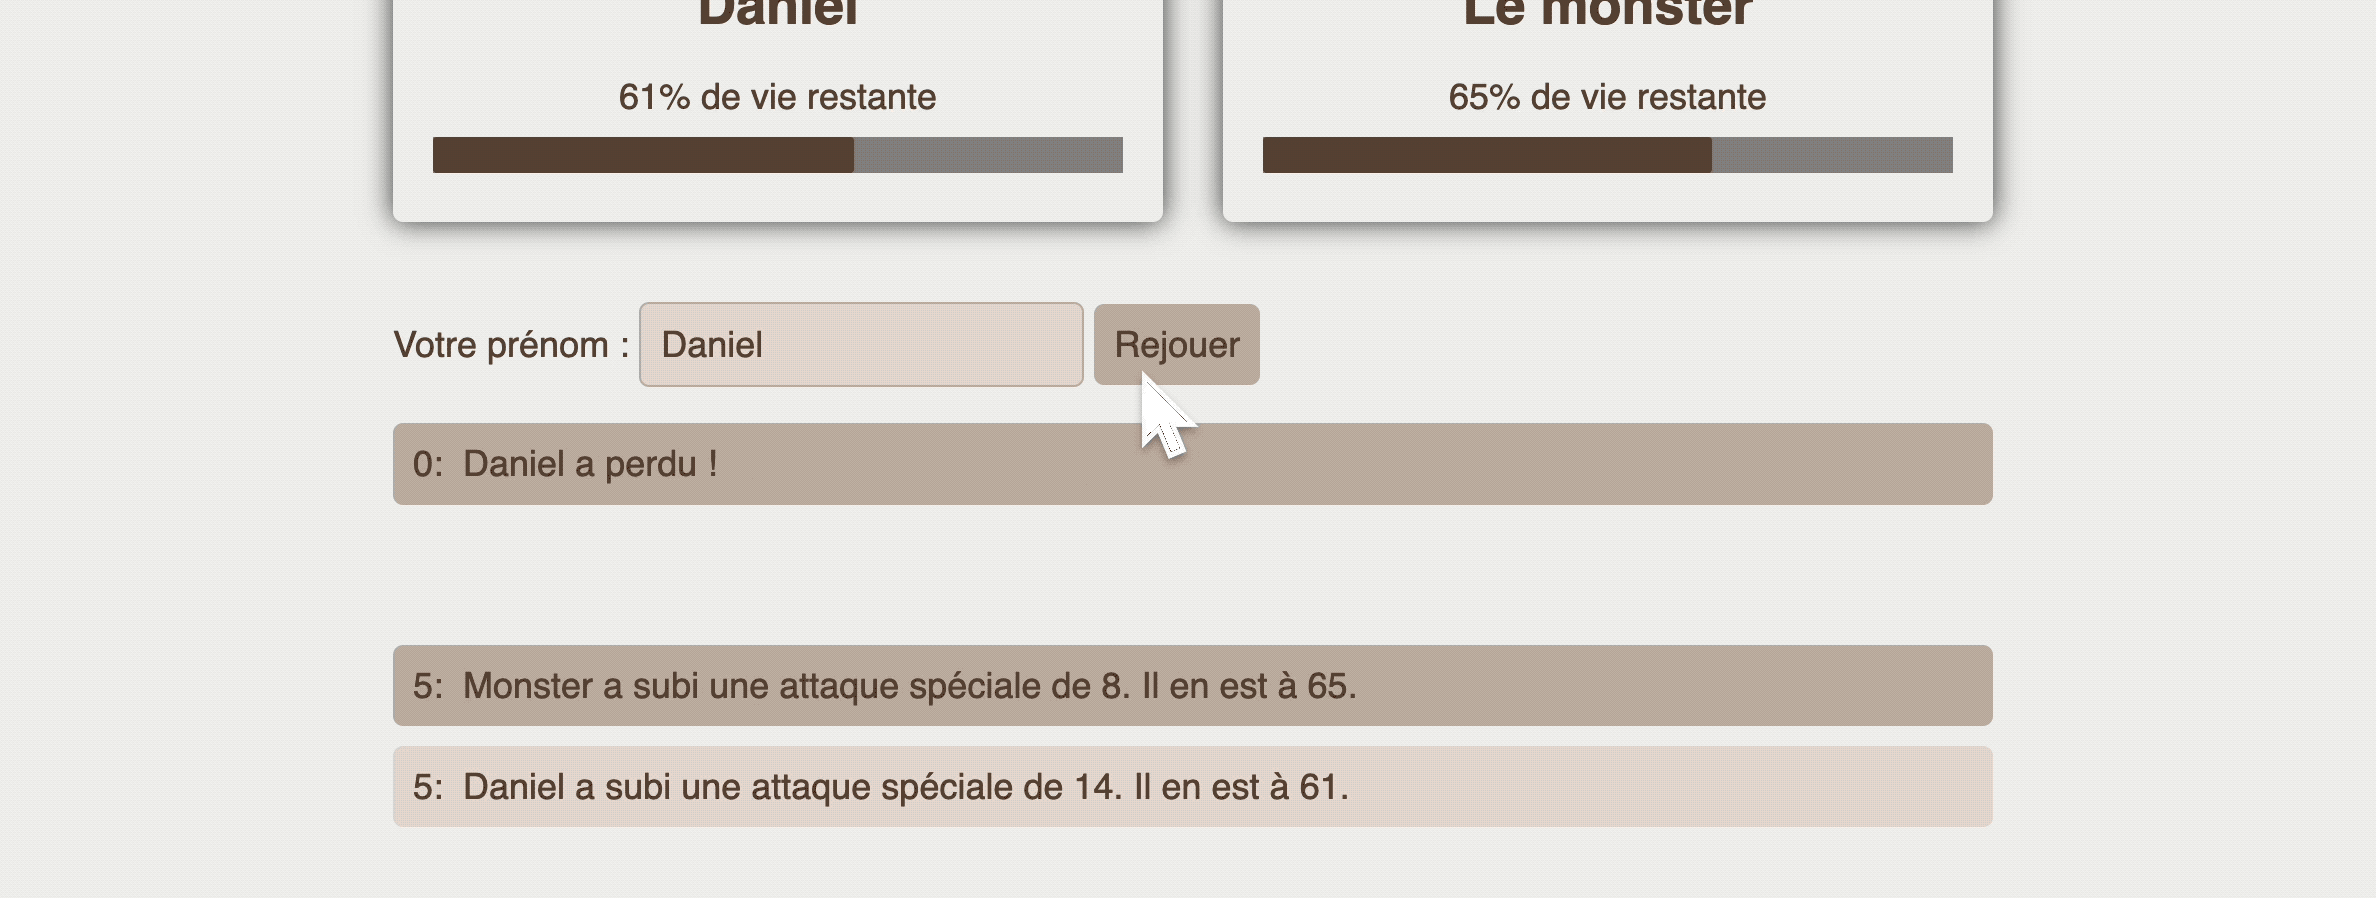 Daniel
Le monster
61% de vie restante
65% de vie restante
Votre prénom : Daniel Rejouer
0: Daniel a perdu !
5: Monster a subi une attaque spéciale de 8. Il en est à 65.
5: Daniel a subi une attaque spéciale de 14. Il en est à 61.